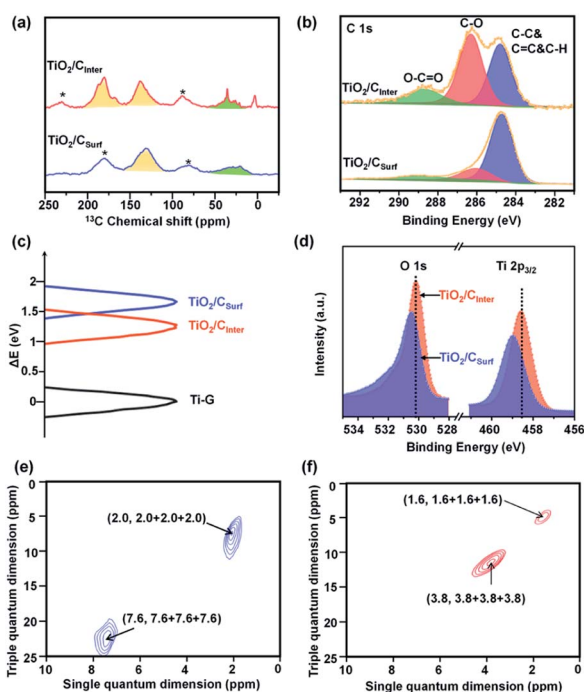 (a)
TiO2/CInter
*
*
TiO2/CSurf
*
*
250 200 150 100 50 0
13C Chemical shift (ppm)
(b)
C 1s
C-O
C-C&
C=C&C-H
O-C=O
TiO2/CInter
TiO2/CSurf
293 290 287 284 281
Binding Energy (eV)
(c)
2
1.5
1
0.5
0
ΔE (eV)
TiO2/CSurf
TiO2/CInter
Ti-G
(d)
O 1s
Ti 2p3/2
TiO2/CInter
TiO2/CSurf
Intensity (a.u.)
534 530 528 460 458 456
Binding Energy (eV)
(e)
0
5
10
15
20
25
Triple quantum dimension (ppm)
(2.0, 2.0+2.0+2.0)
(7.6, 7.6+7.6+7.6)
10 8 6 4 2 0
Single quantum dimension (ppm)
(f)
0
5
10
15
20
25
Triple quantum dimension (ppm)
(1.6, 1.6+1.6+1.6)
(3.8, 3.8+3.8+3.8)
10 8 6 4 2 0
Single quantum dimension (ppm)